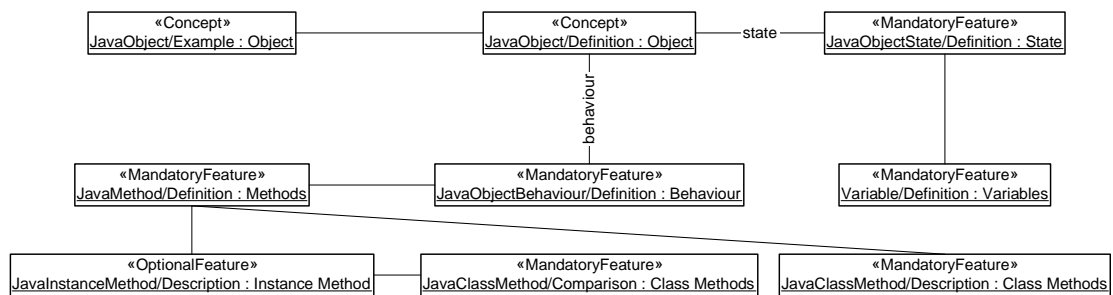 «Concept»
JavaObject/Example : Object
«Concept»
JavaObject/Definition : Object
state
«MandatoryFeature»
JavaObjectState/Definition : State
behaviour
«MandatoryFeature»
JavaMethod/Definition : Methods
«MandatoryFeature»
JavaObjectBehaviour/Definition : Behaviour
«MandatoryFeature»
Variable/Definition : Variables
«OptionalFeature»
JavaInstanceMethod/Description : Instance Method
«MandatoryFeature»
JavaClassMethod/Comparison : Class Methods
«MandatoryFeature»
JavaClassMethod/Description : Class Methods